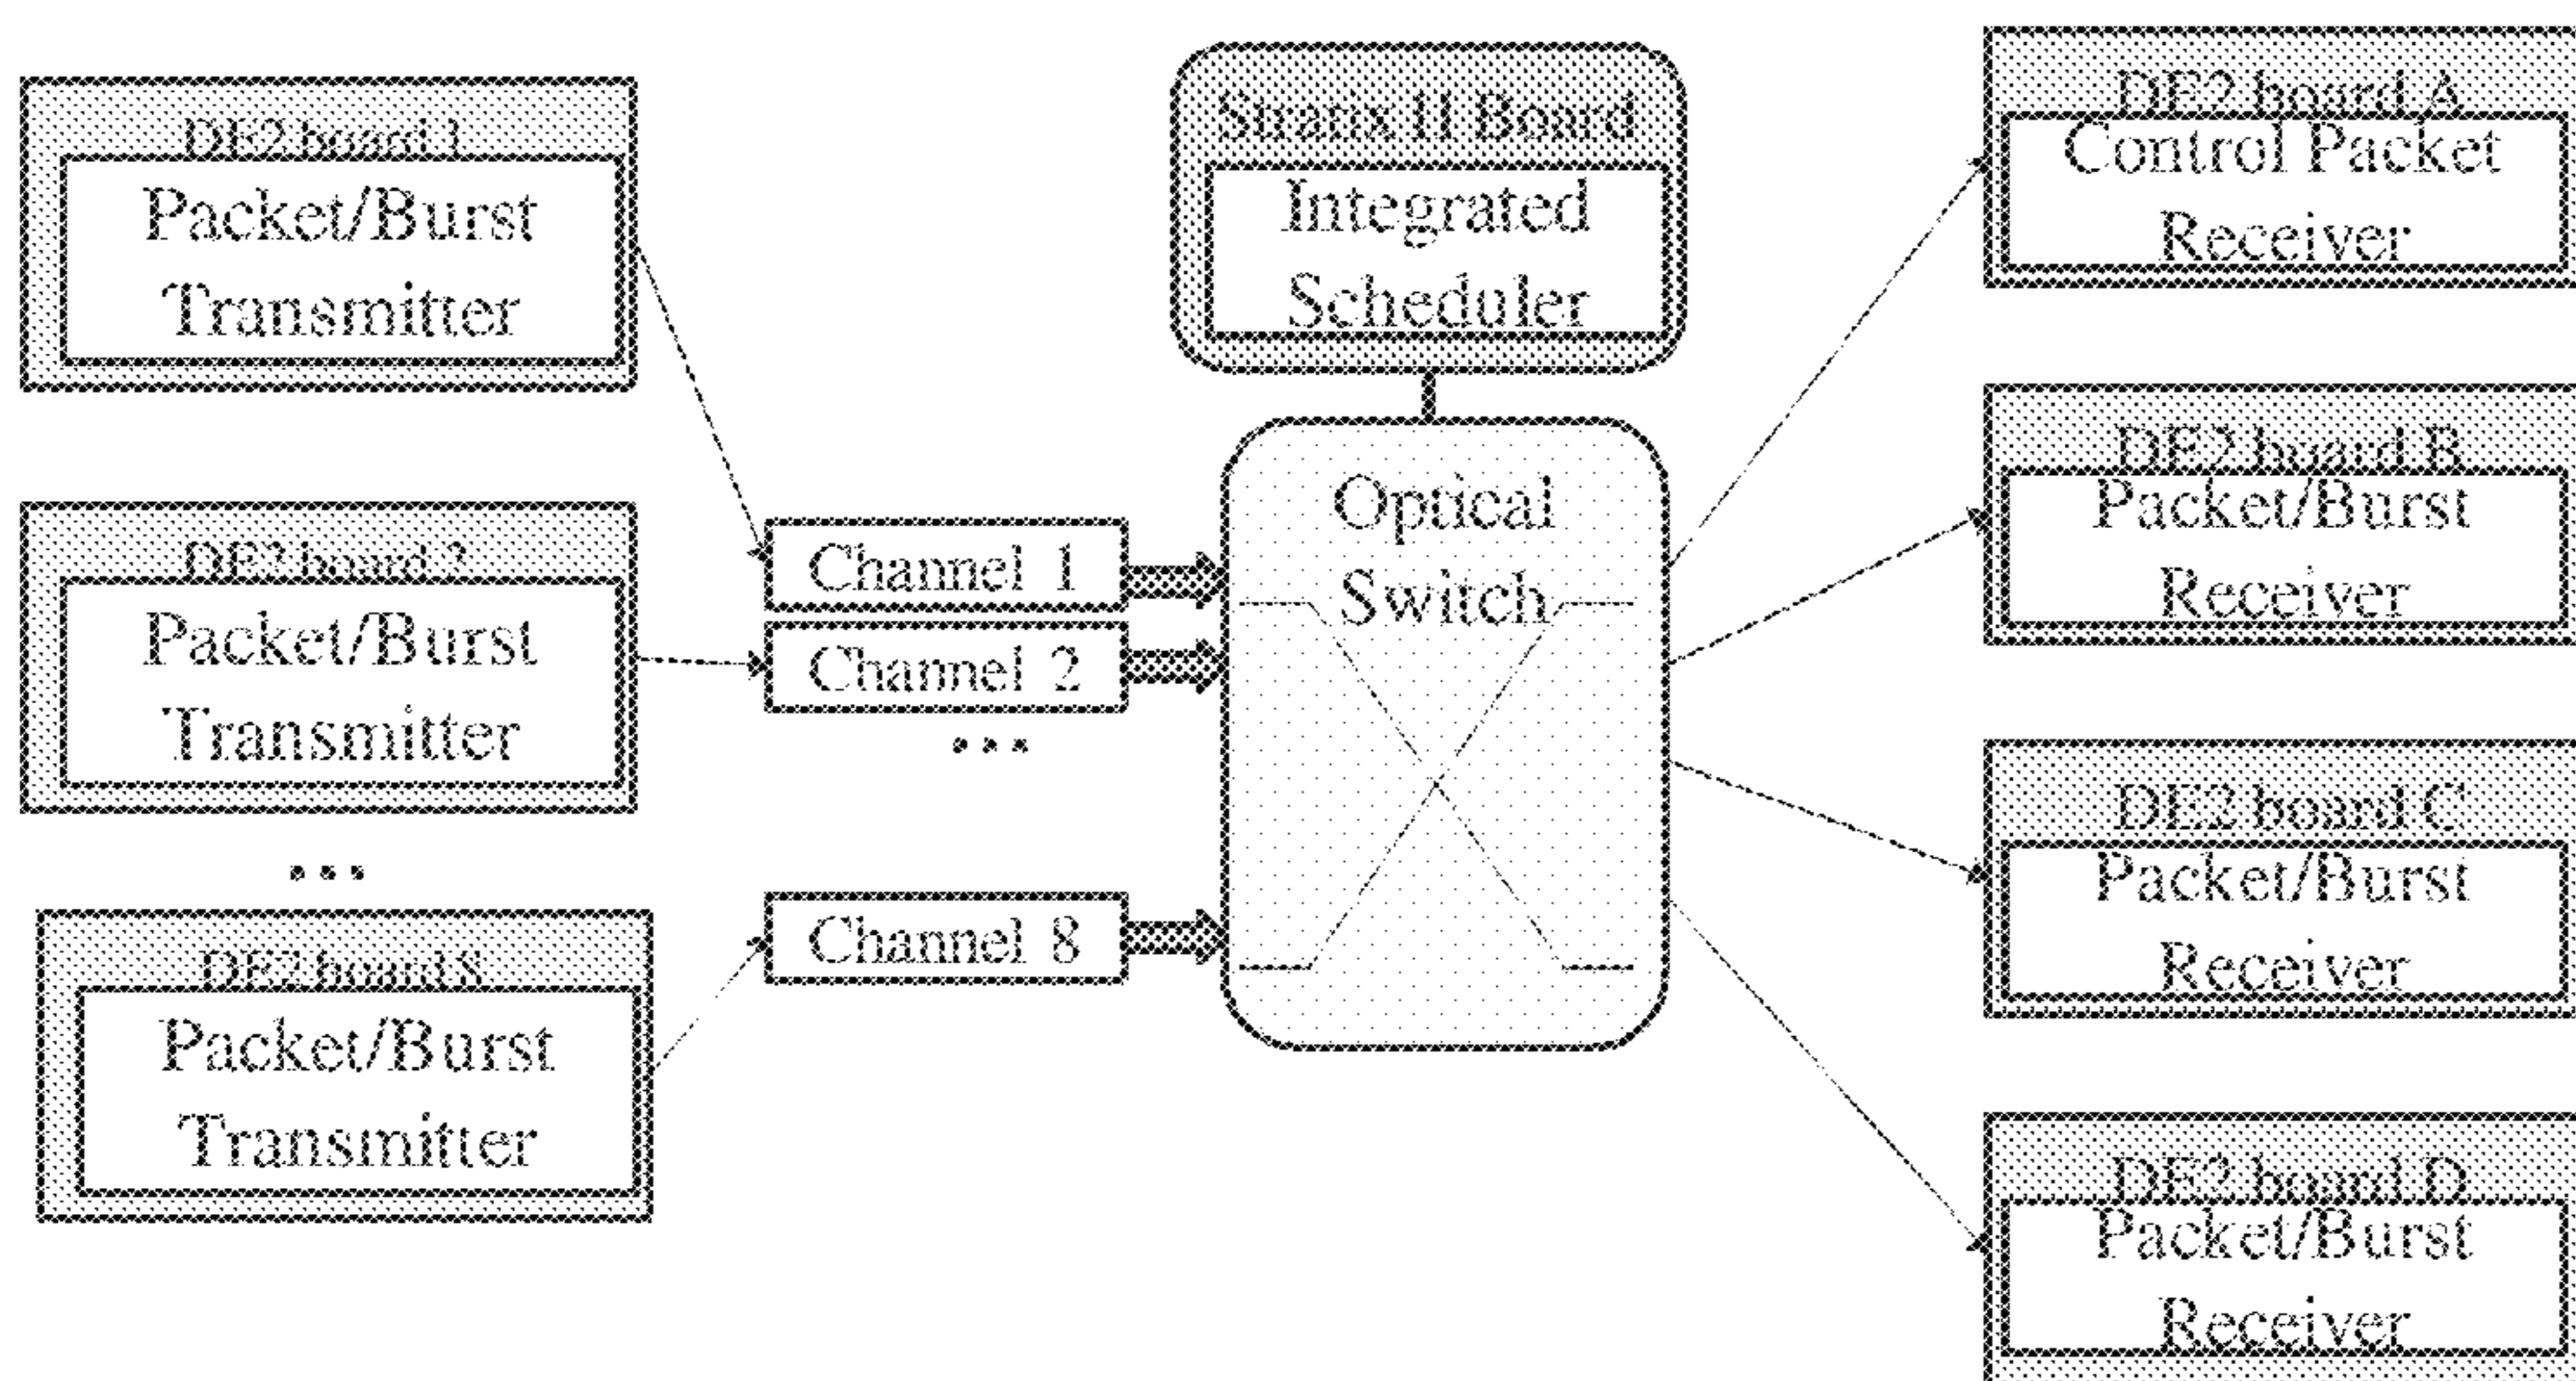 DE2 board 1
Packet/Burst
Transmitter
DE2 board 2
Packet/Burst
Transmitter
...
DE2 board 8
Packet/Burst
Transmitter
Channel 1
Channel 2
...
Channel 8
Stratix II Board
Integrated
Scheduler
Optical
Switch
DE2 board A
Control Packet
Receiver
DE2 board B
Packet/Burst
Receiver
DE2 board C
Packet/Burst
Receiver
DE2 board D
Packet/Burst
Receiver